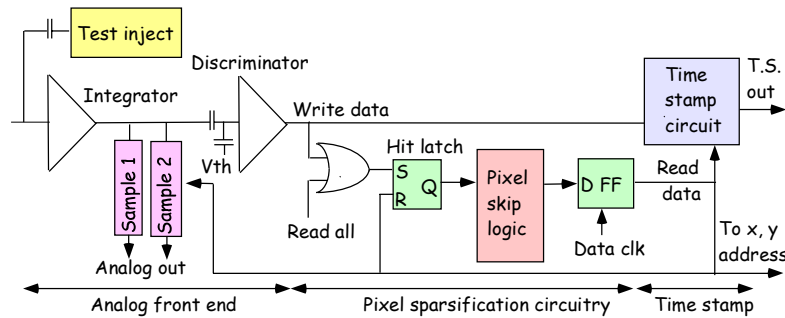 Test inject
Discriminator
Integrator
Write data
Time
stamp
circuit
T.S.
out
Vth
Hit latch
Sample 1
Sample 2
S
Q
R
Pixel
skip
logic
D FF
Read
data
Read all
Data clk
To x, y
address
Analog out
Analog front end
Pixel sparsification circuitry
Time stamp